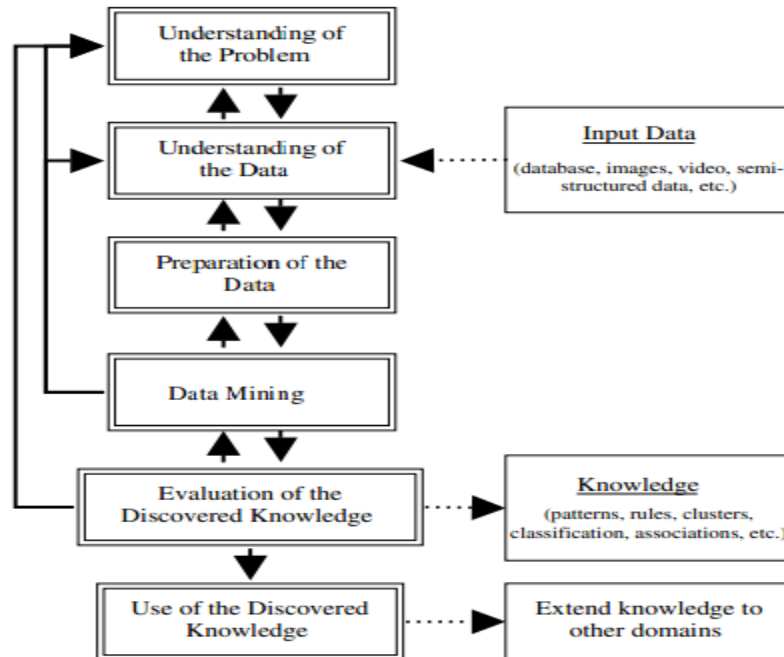 Understanding of
the Problem
Understanding of
the Data
Input Data
(database, images, video, semi-
structured data, etc.)
Preparation of the
Data
Data Mining
Evaluation of the
Discovered Knowledge
Knowledge
(patterns, rules, clusters,
classification, associations, etc.)
Use of the Discovered
Knowledge
Extend knowledge to
other domains